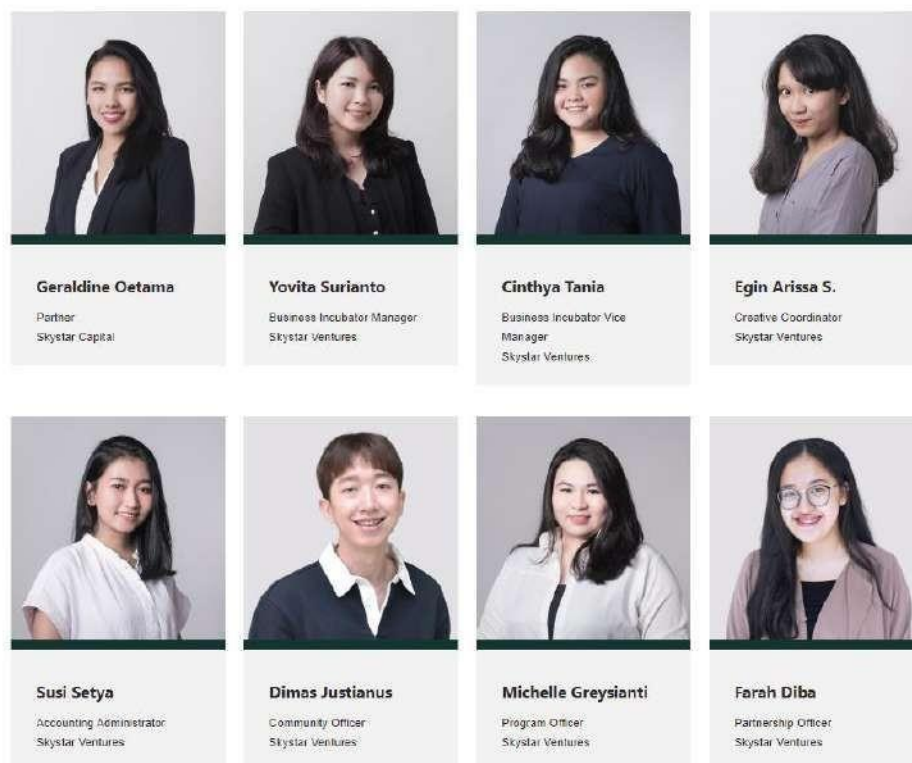 Geraldine Oetama
Partner
Skystar Capital
Yovita Surianto
Business Incubator Manager
Skystar Ventures
Cinthya Tania
Business Incubator Vice
Manager
Skystar Ventures
Egin Arissa S.
Creative Coordinator
Skystar Ventures
Susi Setya
Accounting Administrator
Skystar Ventures
Dimas Justianus
Community Officer
Skystar Ventures
Michelle Greysianti
Program Officer
Skystar Ventures
Farah Diba
Partnership Officer
Skystar Ventures